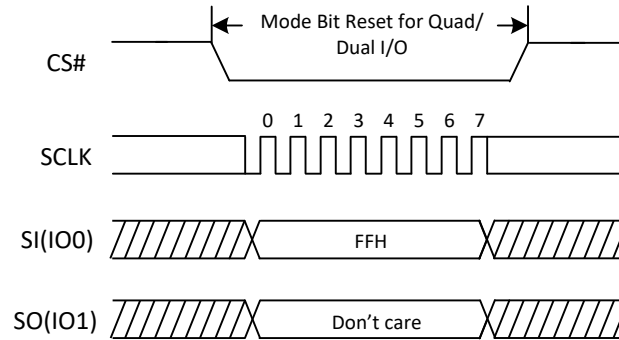 Mode Bit Reset for Quad/
Dual I/O
CS#
0 1 2 3 4 5 6 7
SCLK
SI(IO0)
FFH
SO(IO1)
Don't care